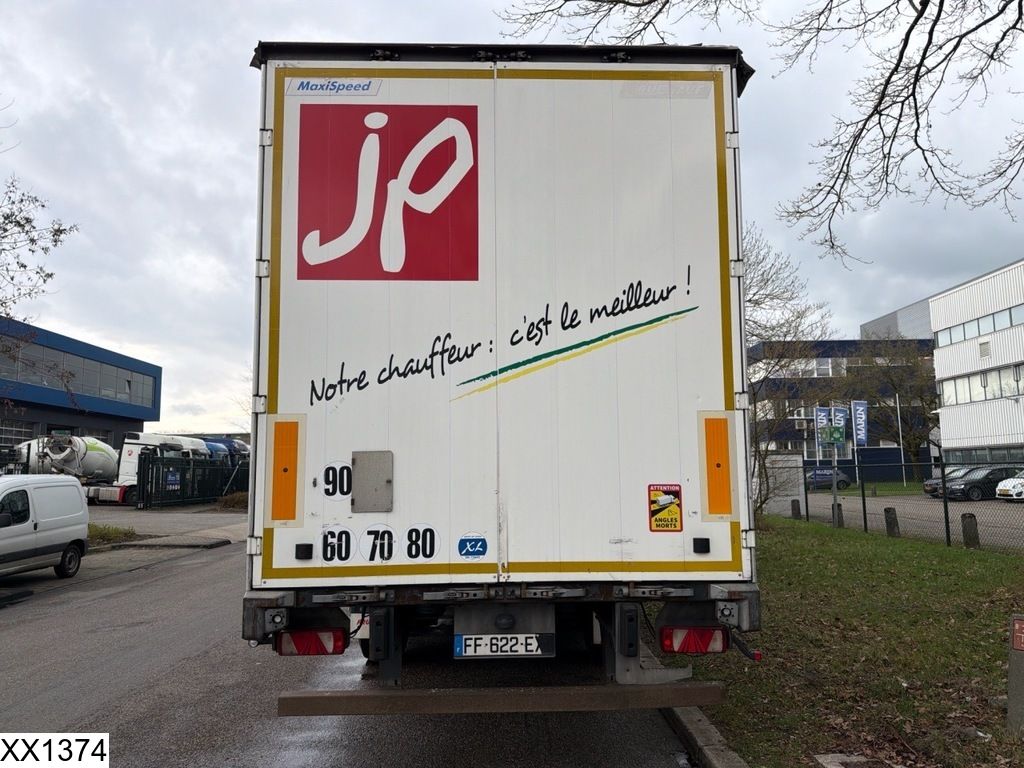 MaxiSpeed
jp
Notre chauffeur : c'est le meilleur !
90
60 70 80
XL
ATTENTION
ANGLES
MORTS
MARIN
FF-622-EX
XX1374